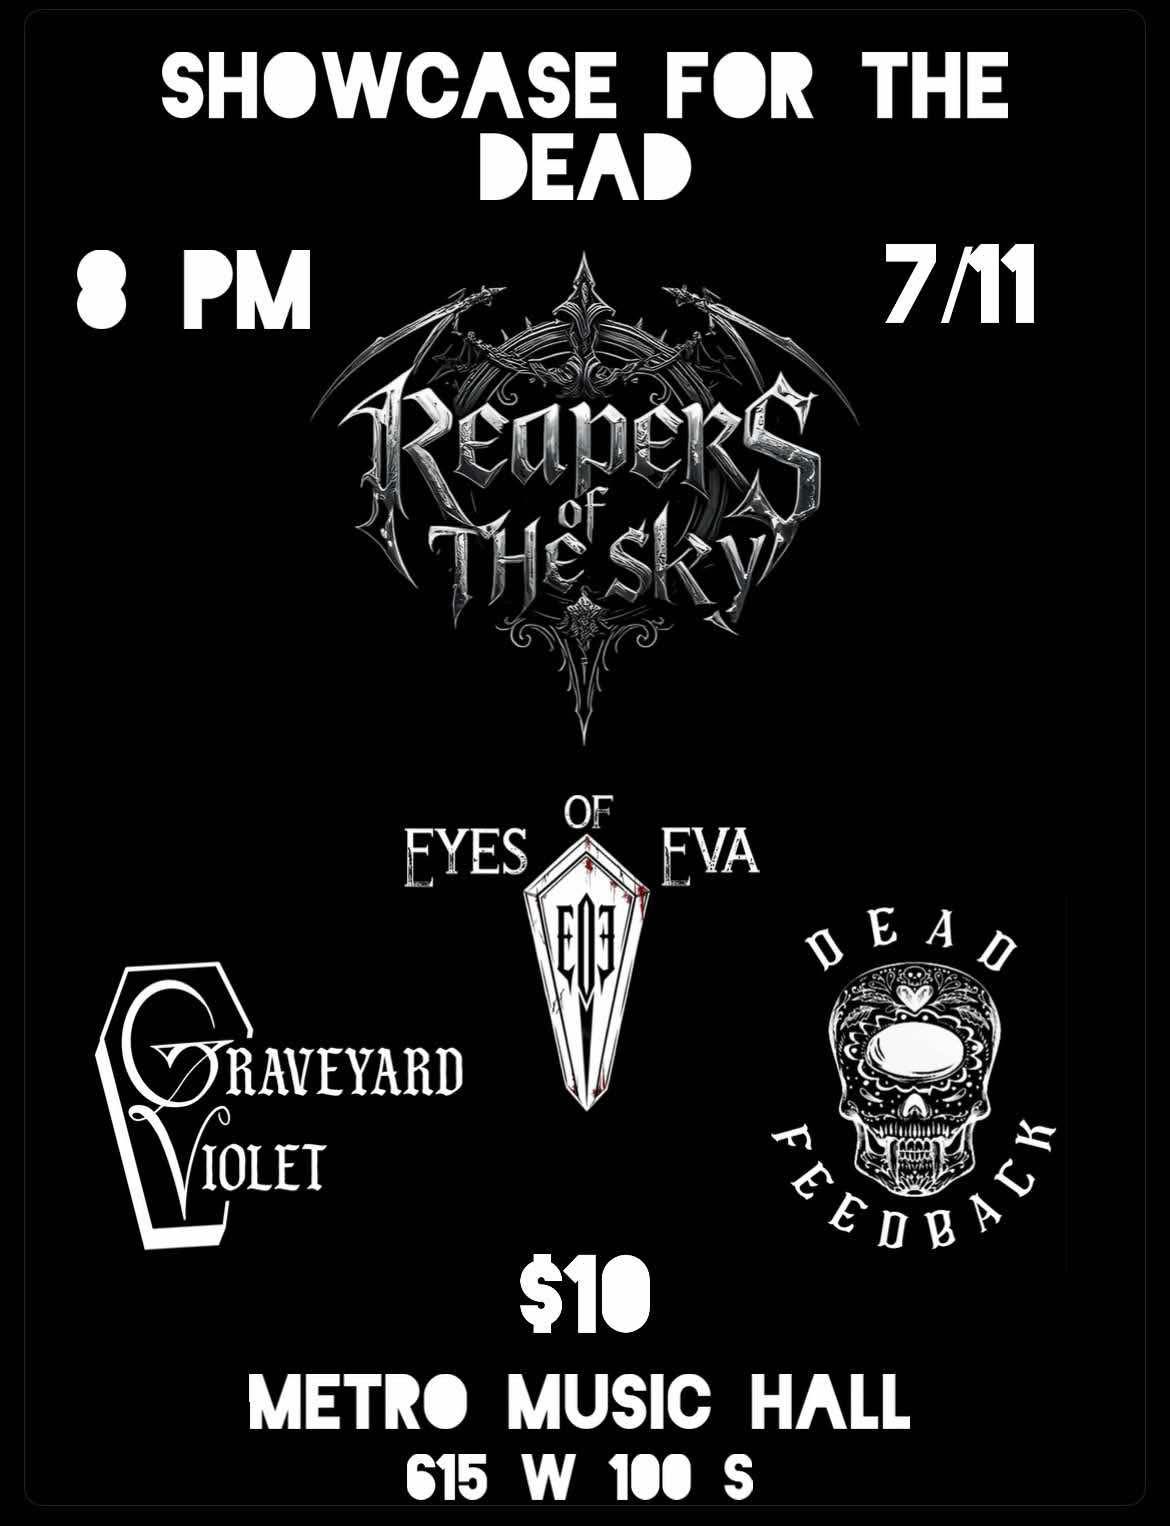 SHOWCASE FOR THE
DEAD
8 PM
7/11
Reapers
of
The Sky
EYES OF EVA
EOE
DEAD
FEEDBACK
GRAVEYARD
VIOLET
$10
METRO MUSIC HALL
615 W 100 S